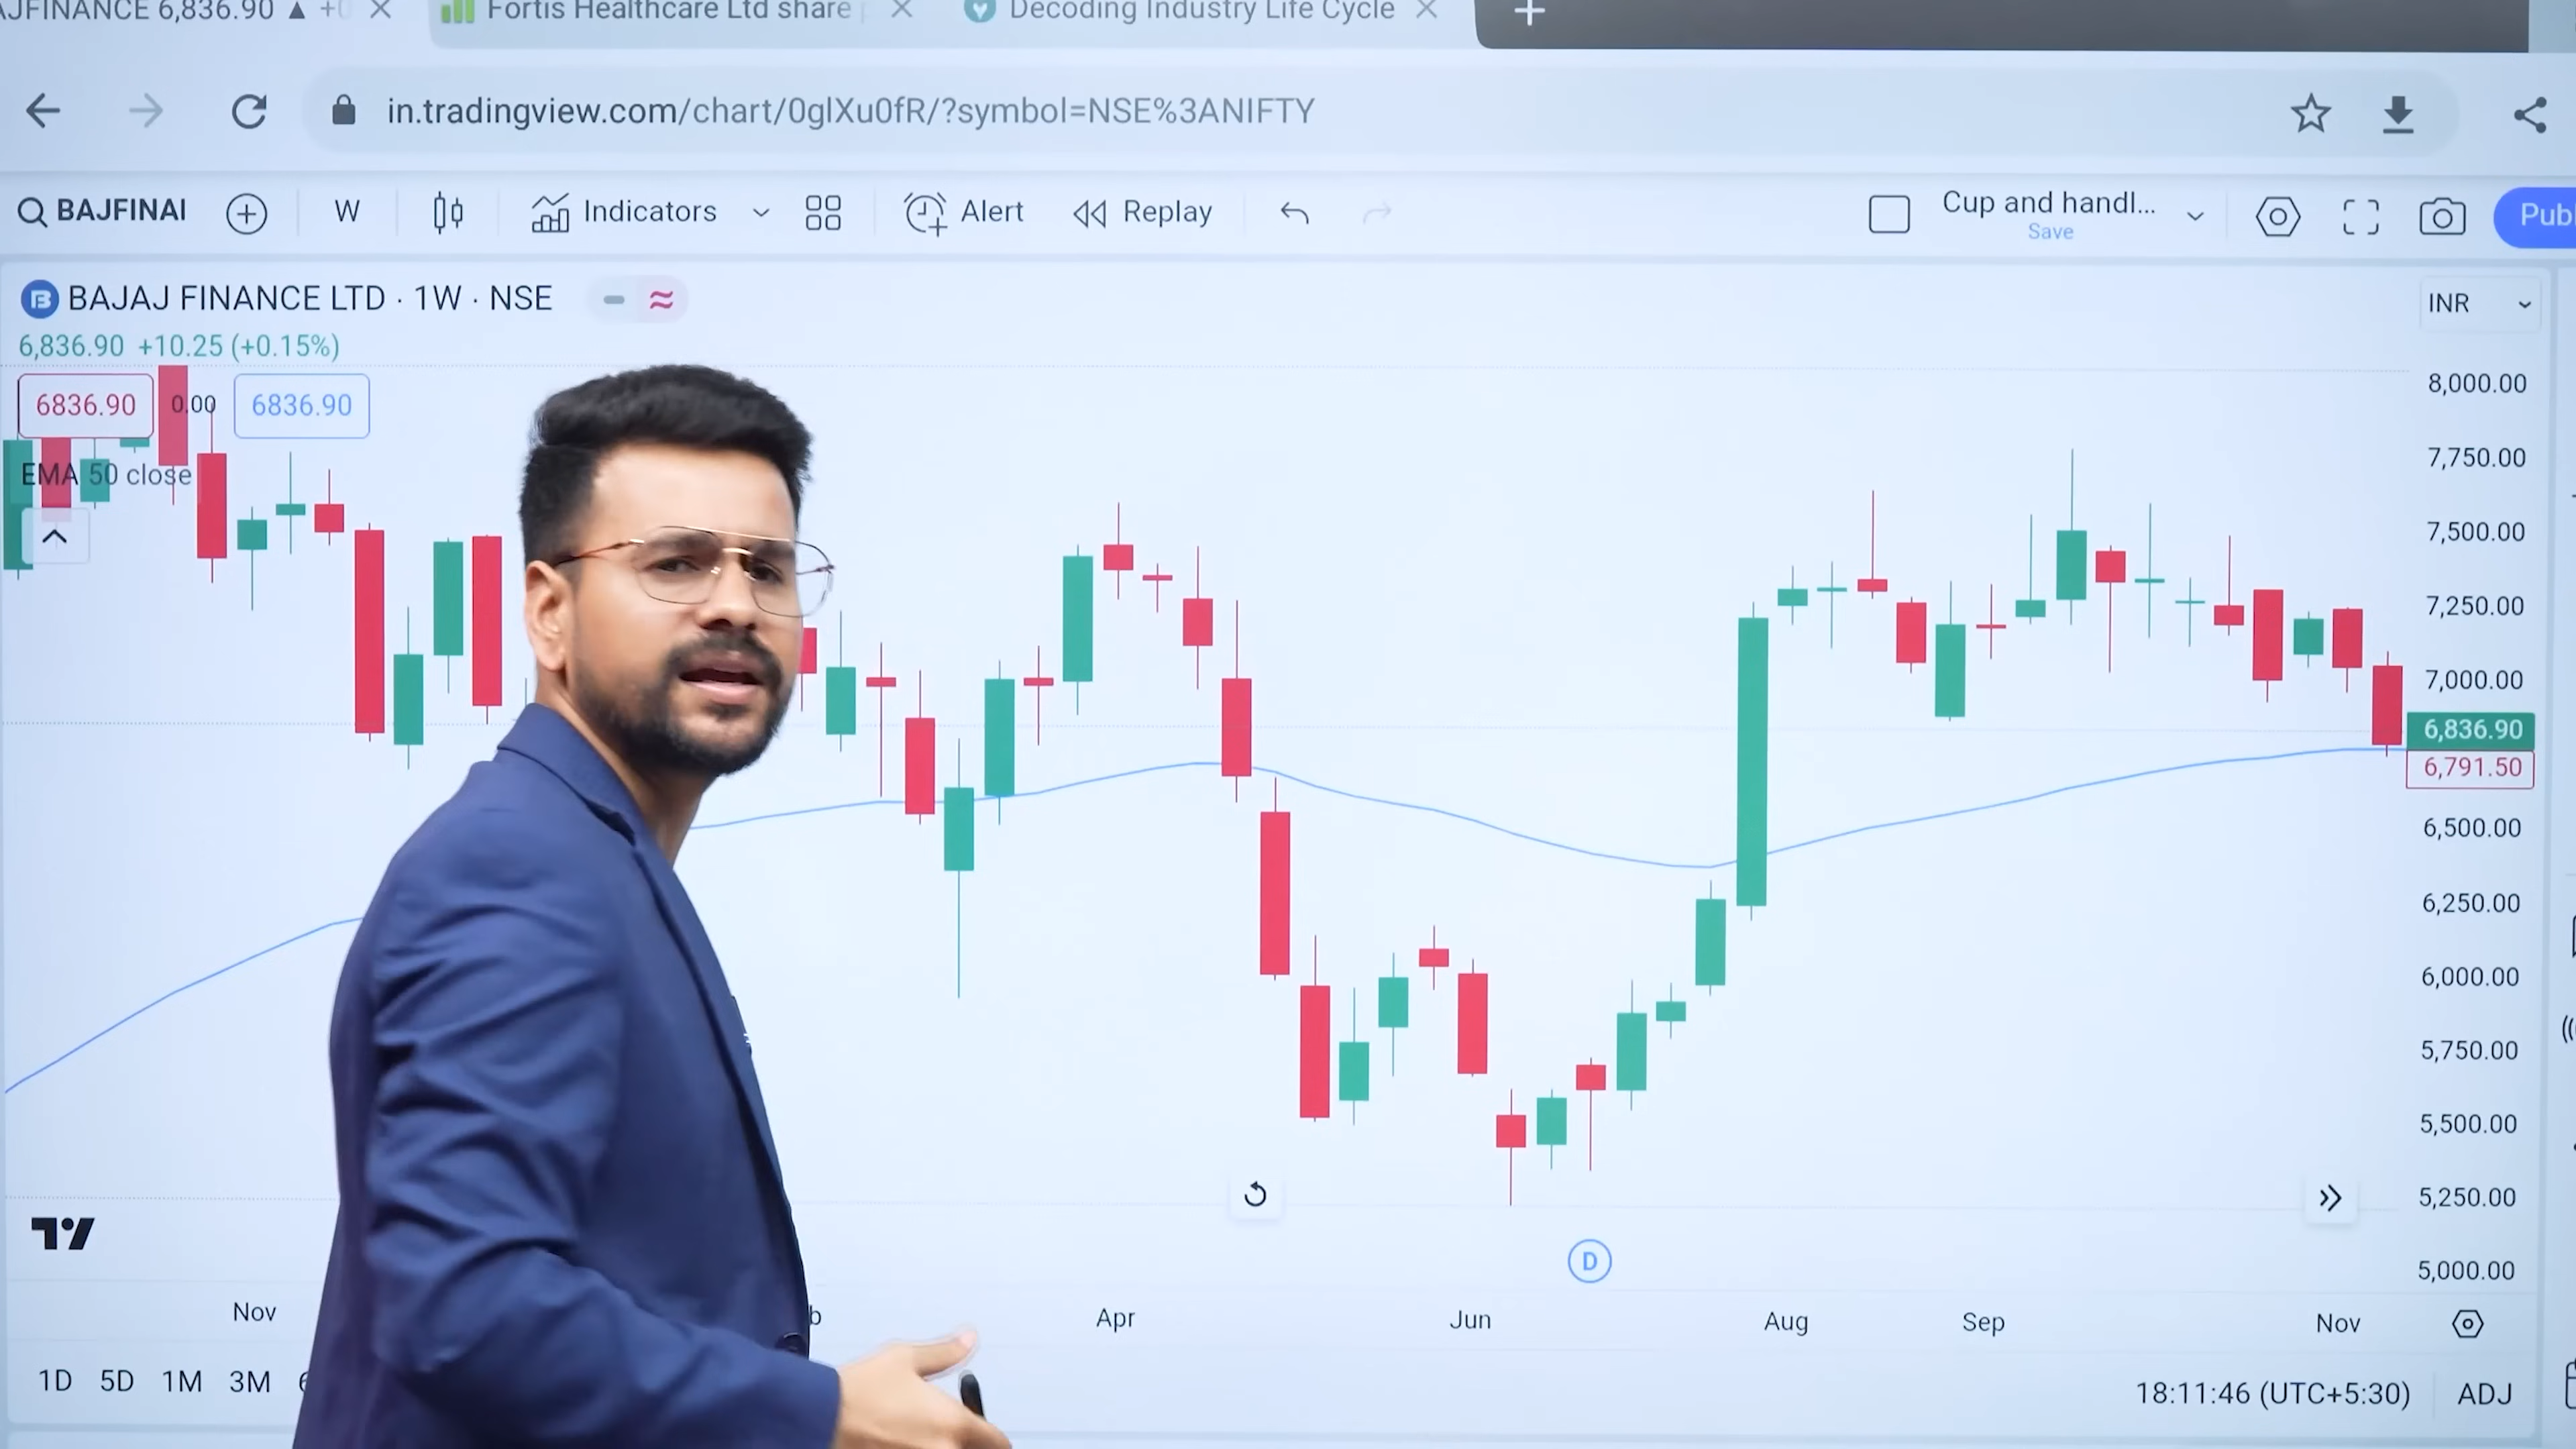 JFINANCE 6,836.90 ▲ +0
Fortis Healthcare Ltd share
Decoding Industry Life Cycle
in.tradingview.com/chart/0glXu0fR/?symbol=NSE%3ANIFTY
BAJFINAI
W
Indicators
Alert
Replay
Cup and handl...
Save
Pub
BAJAJ FINANCE LTD · 1W · NSE
6,836.90 +10.25 (+0.15%)
6836.90
0.00
6836.90
EMA 50 close
INR
8,000.00
7,750.00
7,500.00
7,250.00
7,000.00
6,836.90
6,791.50
6,500.00
6,250.00
6,000.00
5,750.00
5,500.00
5,250.00
5,000.00
D
Nov
b
Apr
Jun
Aug
Sep
Nov
1D 5D 1M 3M
18:11:46 (UTC+5:30)
ADJ